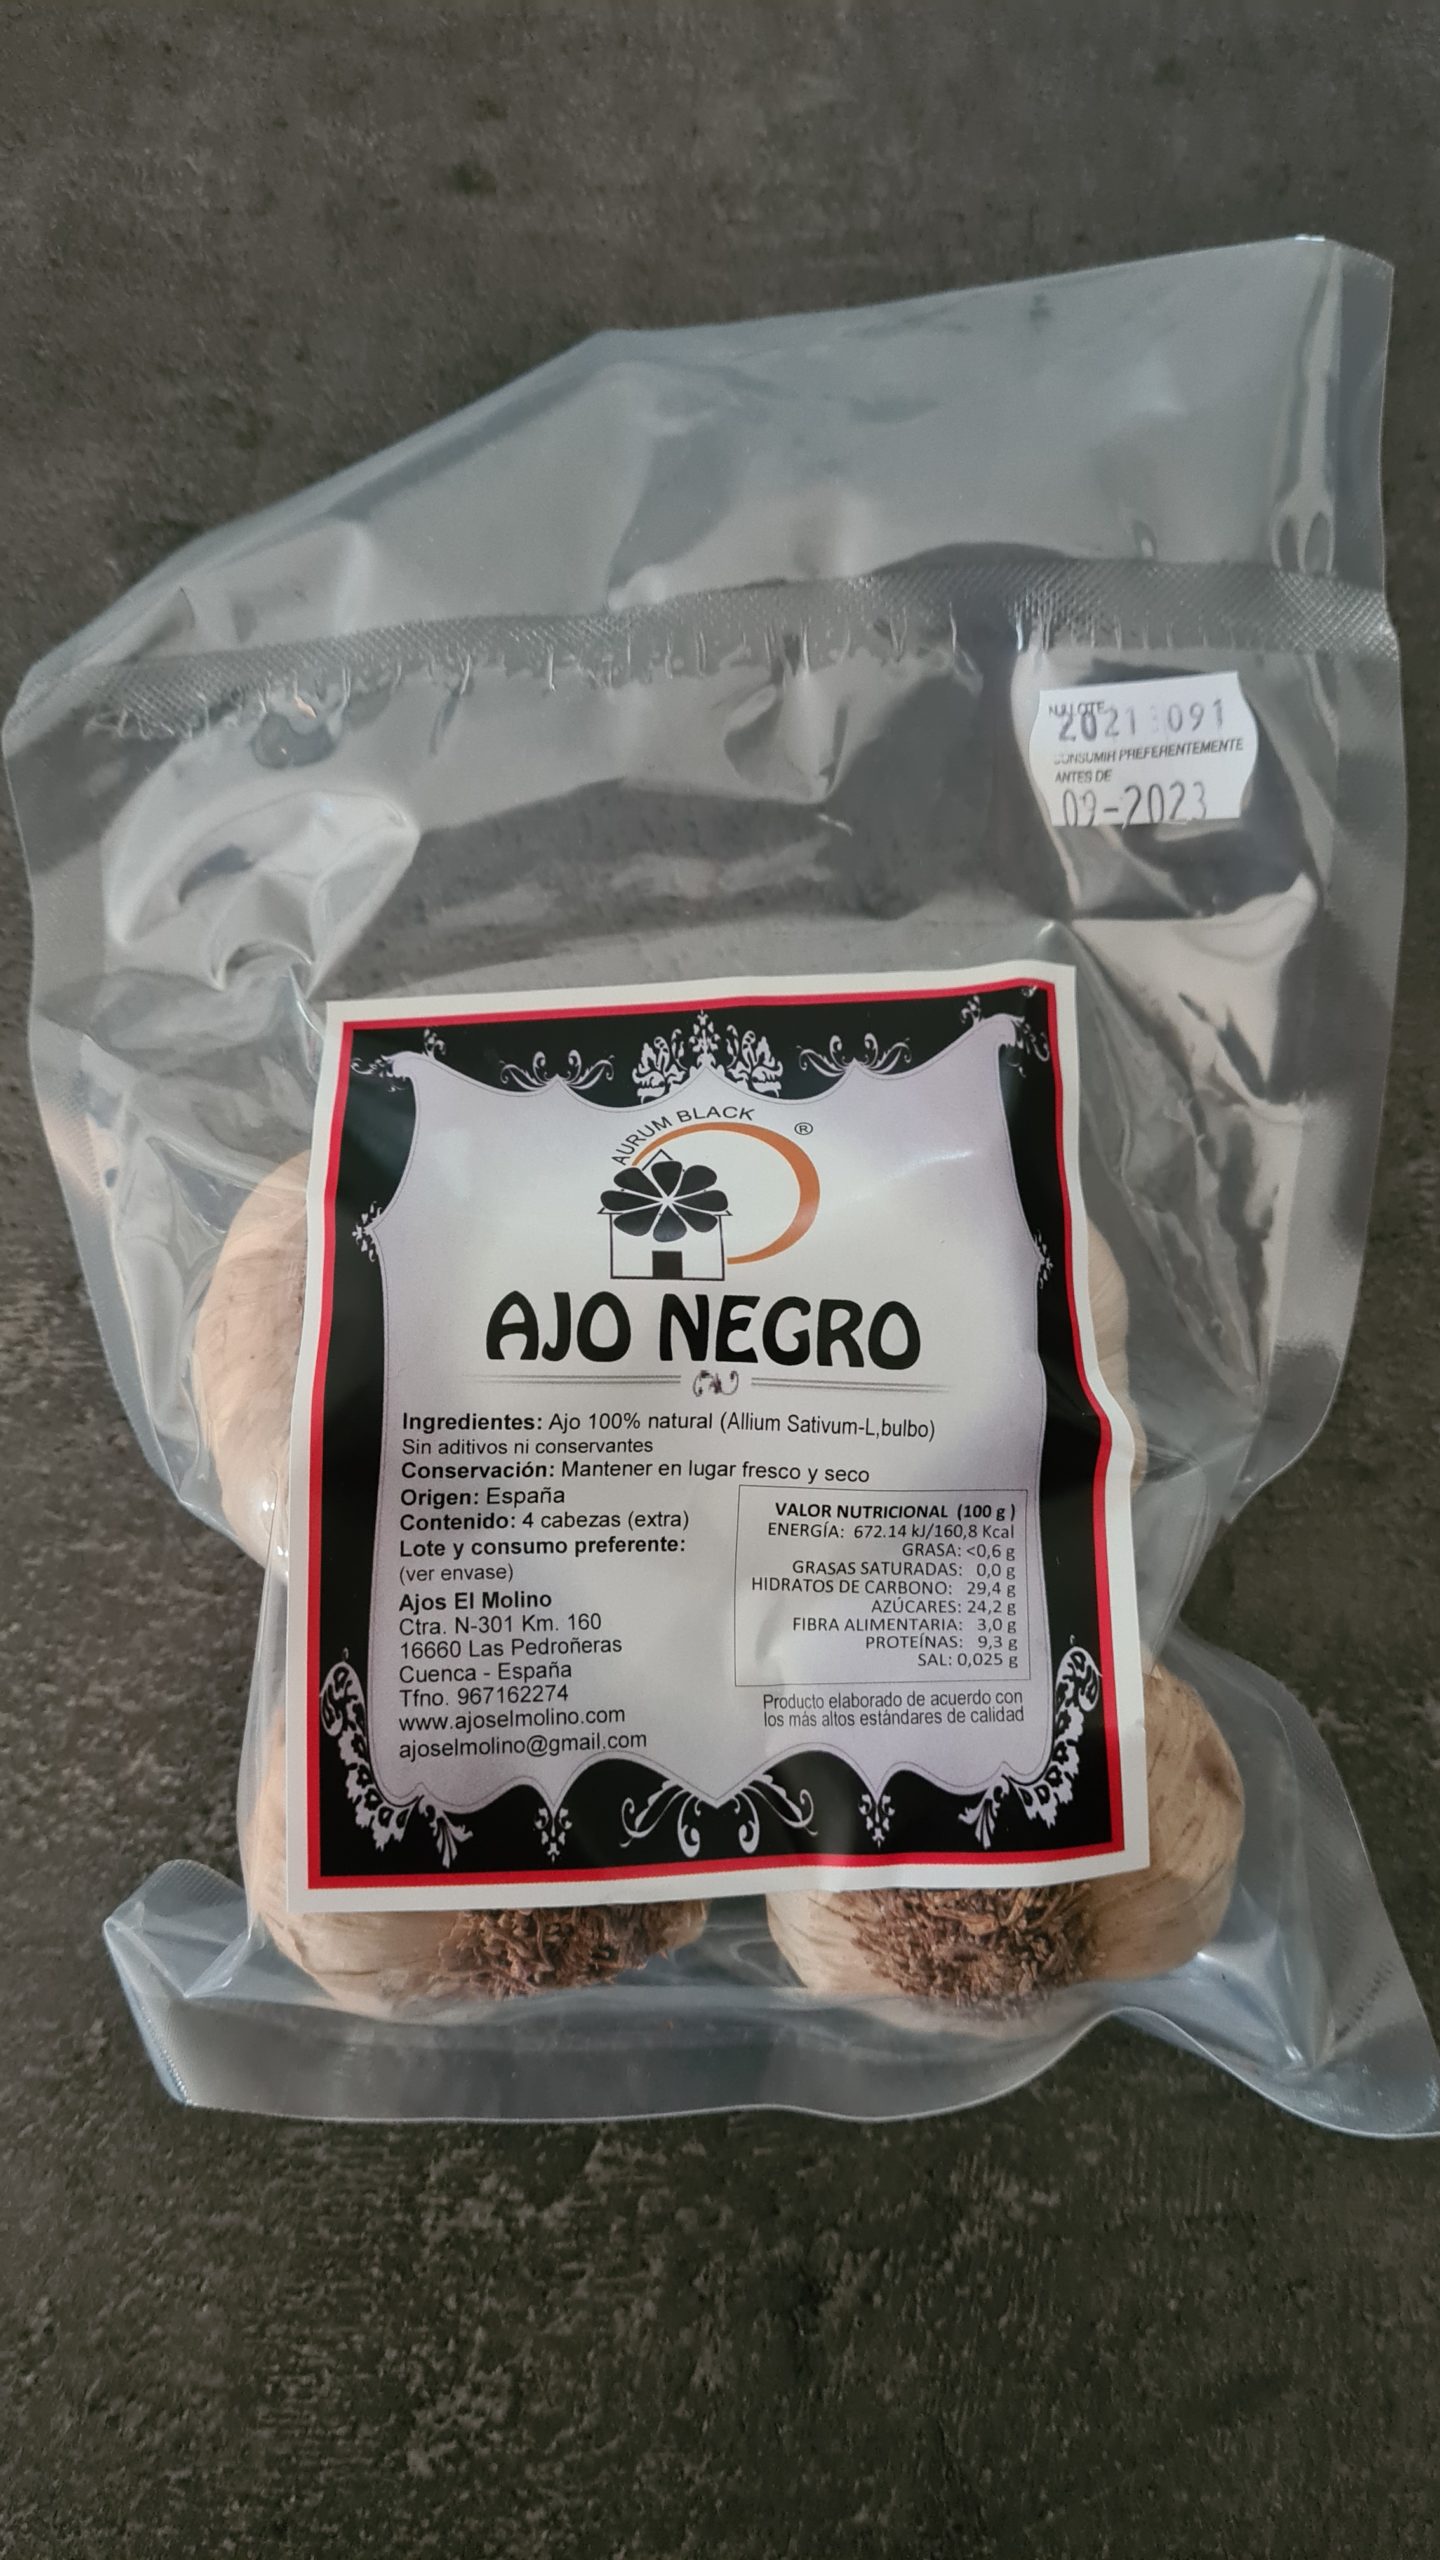 2021 091
CONSUMIR PREFERENTEMENTE
ANTES DE
09-2023
AURUM BLACK ®
AJO NEGRO
Ingredientes: Ajo 100% natural (Allium Sativum-L,bulbo)
Sin aditivos ni conservantes
Conservación: Mantener en lugar fresco y seco
Origen: España
Contenido: 4 cabezas (extra)
Lote y consumo preferente:
(ver envase)
Ajos El Molino
Ctra. N-301 Km. 160
16660 Las Pedroñeras
Cuenca - España
Tfno. 967162274
www.ajoselmolino.com
ajoselmolino@gmail.com
VALOR NUTRICIONAL (100 g)
ENERGÍA: 672.14 kJ/160,8 Kcal
GRASA: <0,6 g
GRASAS SATURADAS: 0,0 g
HIDRATOS DE CARBONO: 29,4 g
AZÚCARES: 24,2 g
FIBRA ALIMENTARIA: 3,0 g
PROTEÍNAS: 9,3 g
SAL: 0,025 g
Producto elaborado de acuerdo con
los más altos estándares de calidad